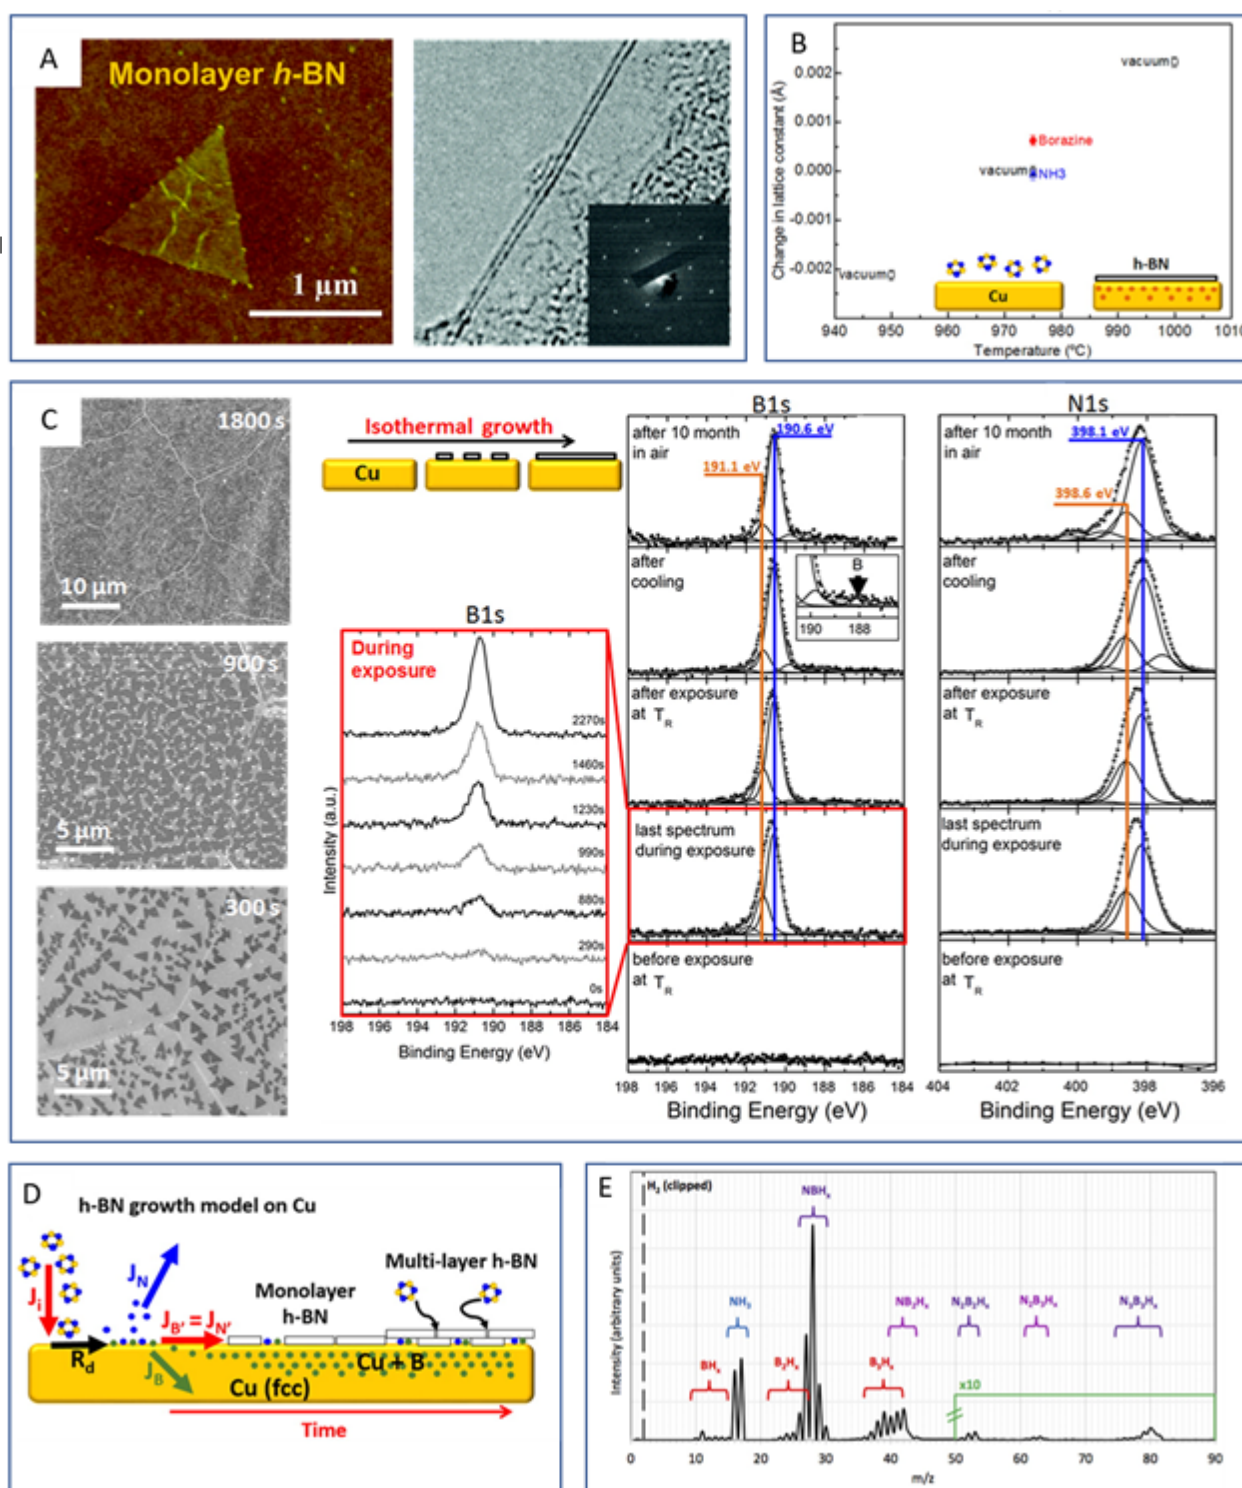 A
Monolayer h-BN
1 µm
B
Change in lattice constant (Å)
0.002
0.001
0.000
-0.001
-0.002
vacuum
Borazine
vacuum
NH3
vacuum
Cu
h-BN
940 950 960 970 980 990 1000 1010
Temperature (ºC)
C
1800 s
10 µm
900 s
5 µm
300 s
5 µm
Isothermal growth
Cu
B1s
During
exposure
2270s
1460s
1230s
990s
880s
290s
0s
Intensity (a.u.)
198 196 194 192 190 188 186 184
Binding Energy (eV)
B1s
after 10 month
in air
190.6 eV
191.1 eV
after
cooling
B
190 188
after exposure
at TR
last spectrum
during exposure
before exposure
at TR
198 196 194 192 190 188 186 184
Binding Energy (eV)
N1s
after 10 month
in air
398.1 eV
398.6 eV
after
cooling
after exposure
at TR
last spectrum
during exposure
before exposure
at TR
404 402 400 398 396
Binding Energy (eV)
D
h-BN growth model on Cu
Ji
JN
Rd
JB' = JN'
JB
Monolayer
h-BN
Multi-layer h-BN
Cu + B
Cu (fcc)
Time
E
H2 (clipped)
NBHx
NH3
NB2Hx
N2B2Hx
N2B3Hx
N3B3Hx
BHx
B2Hx
B3Hx
x10
Intensity (arbitrary units)
0 10 20 30 40 50 60 70 80 90
m/z